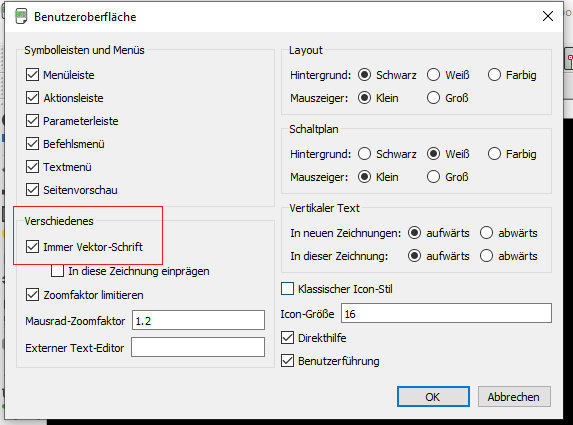 Benutzeroberfläche
Symbolleisten und Menüs
Menüleiste
Aktionsleiste
Parameterleiste
Befehlsmenü
Textmenü
Seitenvorschau
Verschiedenes
Immer Vektor-Schrift
In diese Zeichnung einprägen
Zoomfaktor limitieren
Mausrad-Zoomfaktor 1.2
Externer Text-Editor
Layout
Hintergrund: Schwarz Weiß Farbig
Mauszeiger: Klein Groß
Schaltplan
Hintergrund: Schwarz Weiß Farbig
Mauszeiger: Klein Groß
Vertikaler Text
In neuen Zeichnungen: aufwärts abwärts
In dieser Zeichnung: aufwärts abwärts
Klassischer Icon-Stil
Icon-Größe 16
Direkthilfe
Benutzerführung
OK Abbrechen